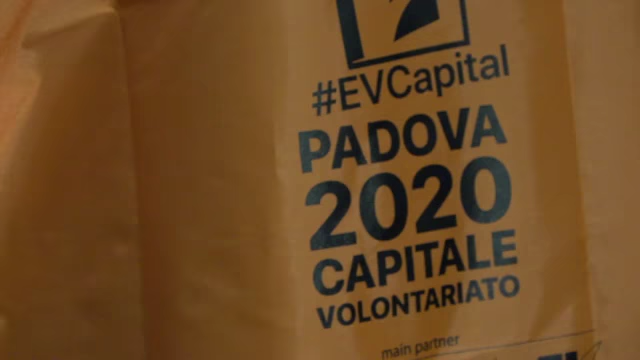 #EVCapital
PADOVA
2020
CAPITALE
VOLONTARIATO
main partner